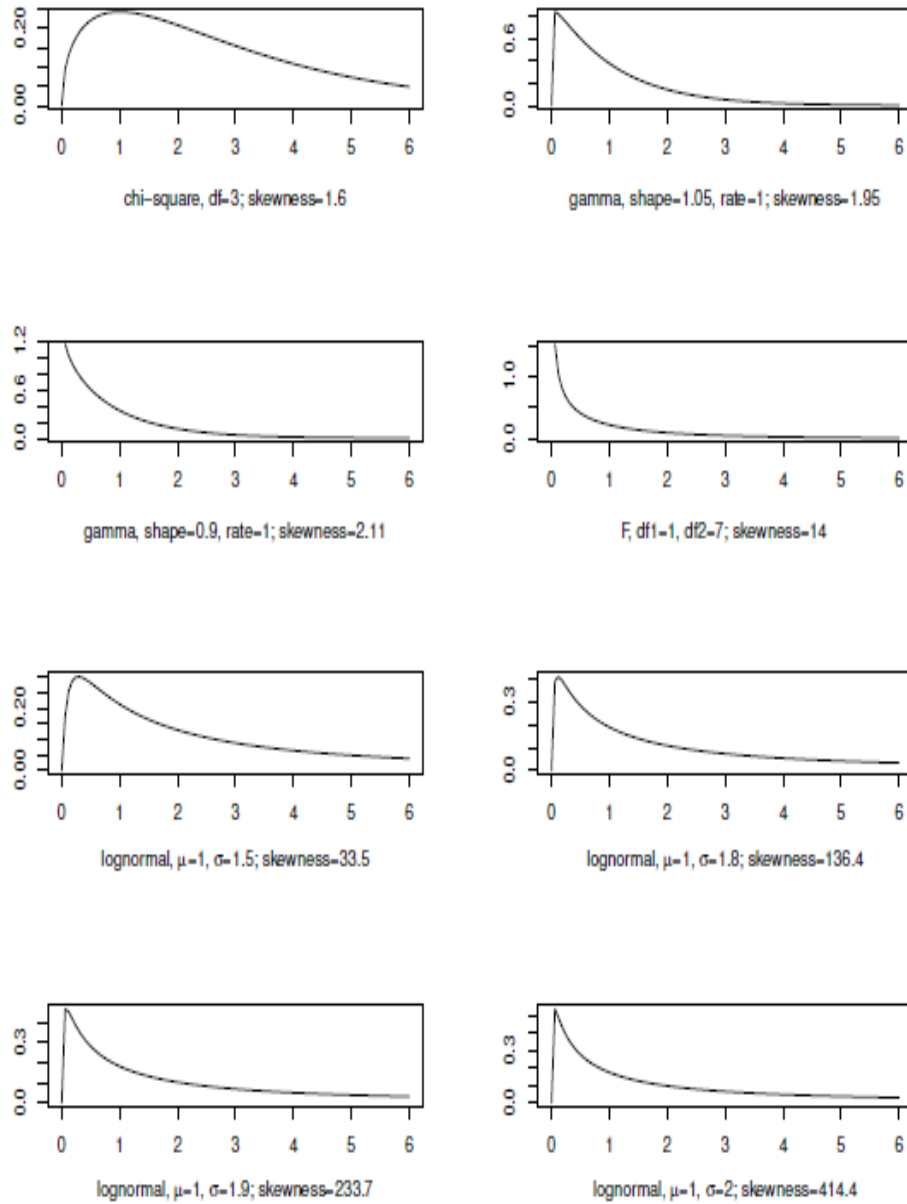 0.00 0.20
0 1 2 3 4 5 6
chi-square, df=3; skewness=1.6
0.0 0.6
0 1 2 3 4 5 6
gamma, shape=1.05, rate=1; skewness=1.95
0.0 0.6 1.2
0 1 2 3 4 5 6
gamma, shape=0.9, rate=1; skewness=2.11
0.0 1.0
0 1 2 3 4 5 6
F, df1=1, df2=7; skewness=14
0.00 0.20
0 1 2 3 4 5 6
lognormal, μ=1, σ=1.5; skewness=33.5
0.0 0.3
0 1 2 3 4 5 6
lognormal, μ=1, σ=1.8; skewness=136.4
0.0 0.3
0 1 2 3 4 5 6
lognormal, μ=1, σ=1.9; skewness=233.7
0.0 0.3
0 1 2 3 4 5 6
lognormal, μ=1, σ=2; skewness=414.4